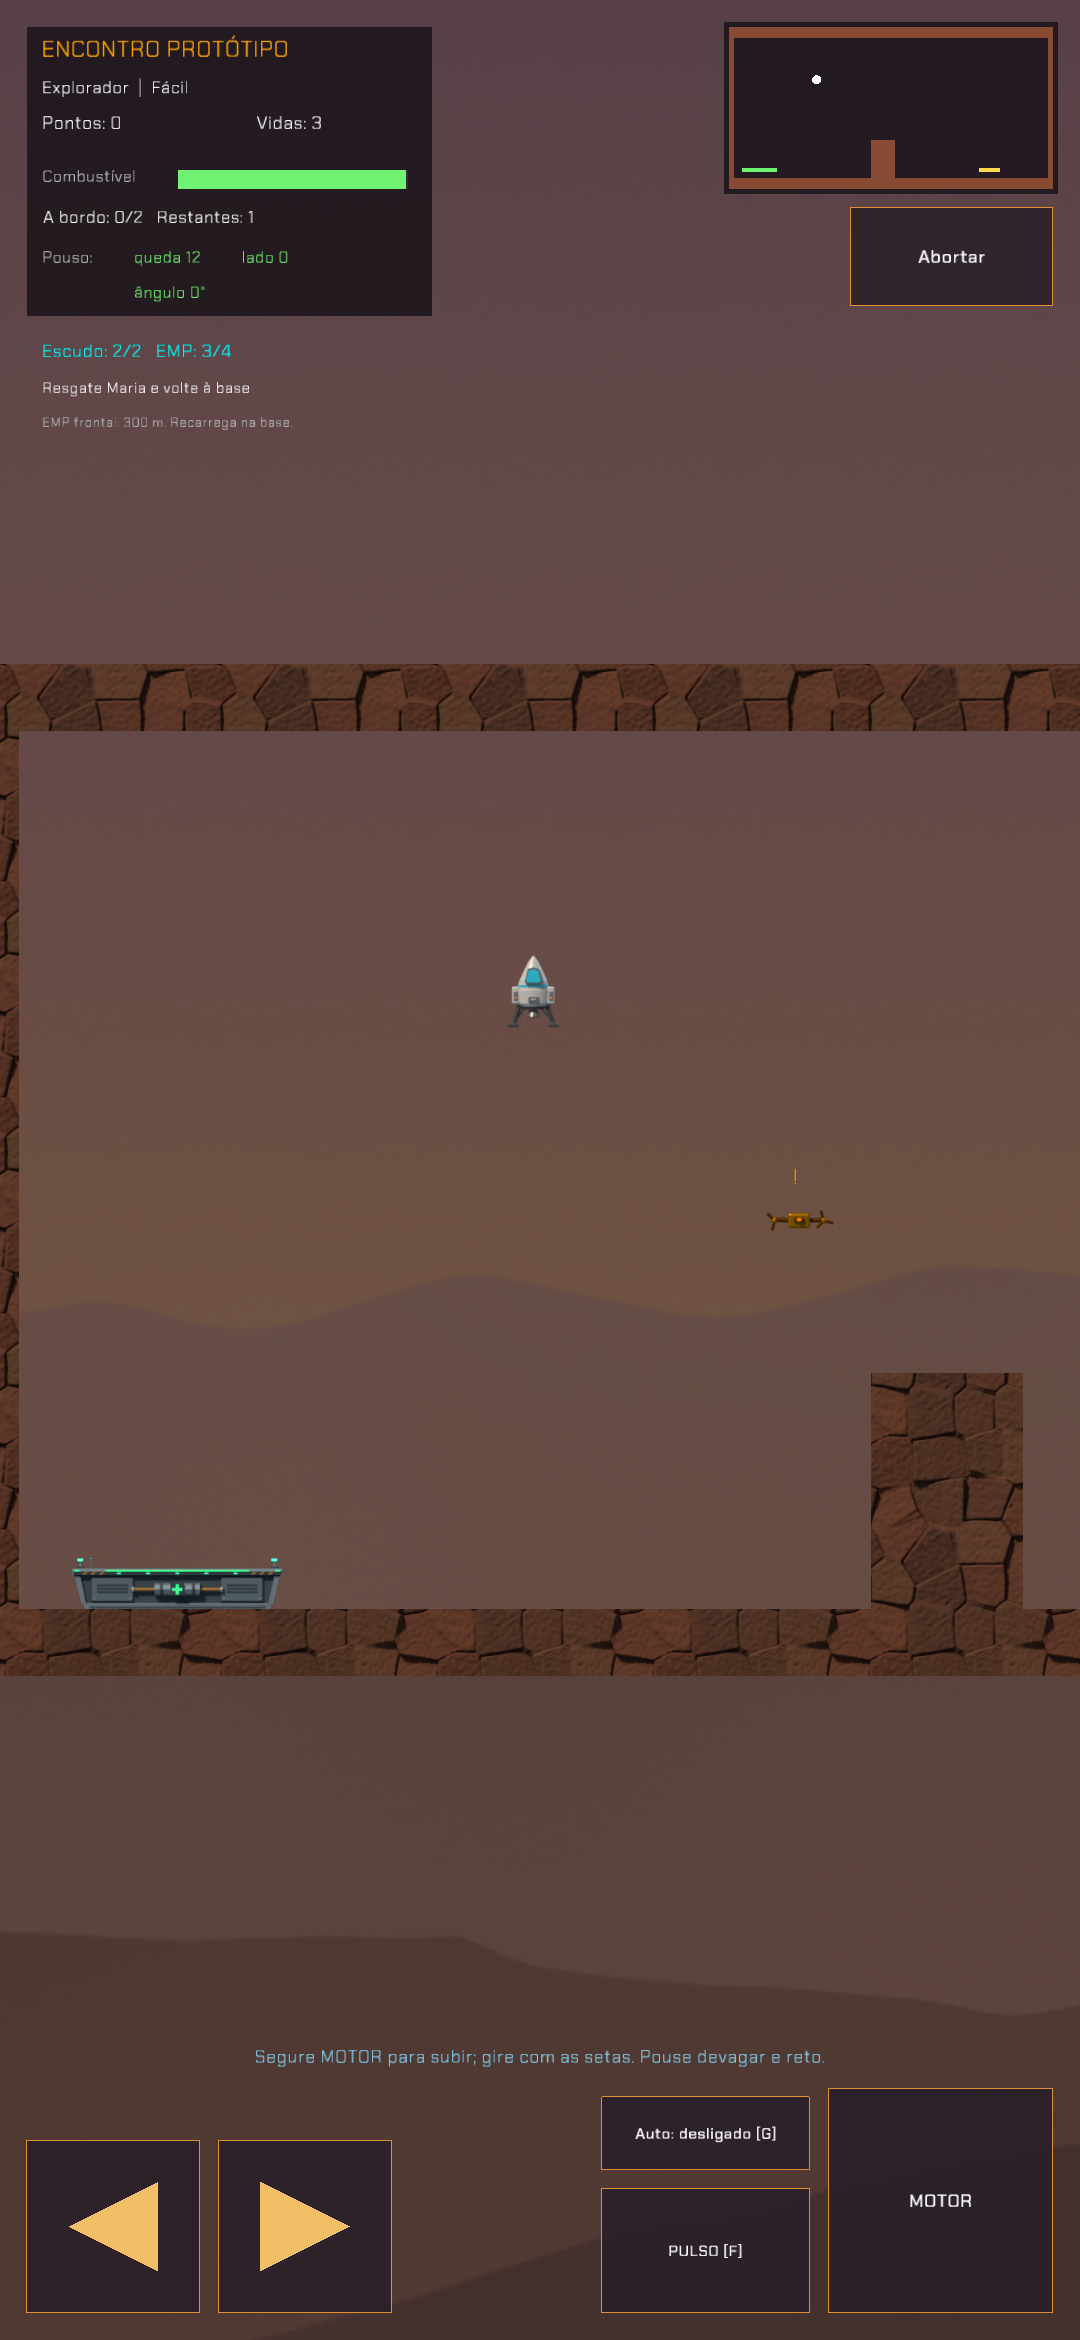 ENCONTRO PROTÓTIPO
Explorador | Fácil
Pontos: 0 Vidas: 3
Combustível
A bordo: 0/2 Restantes: 1
Pouso: queda 12 lado 0
ângulo 0°
Escudo: 2/2 EMP: 3/4
Resgate Maria e volte à base
EMP frontal: 300 m. Recarrega na base.
Abortar
!
Segure MOTOR para subir; gire com as setas. Pouse devagar e reto.
Auto: desligado [G]
MOTOR
PULSO [F]